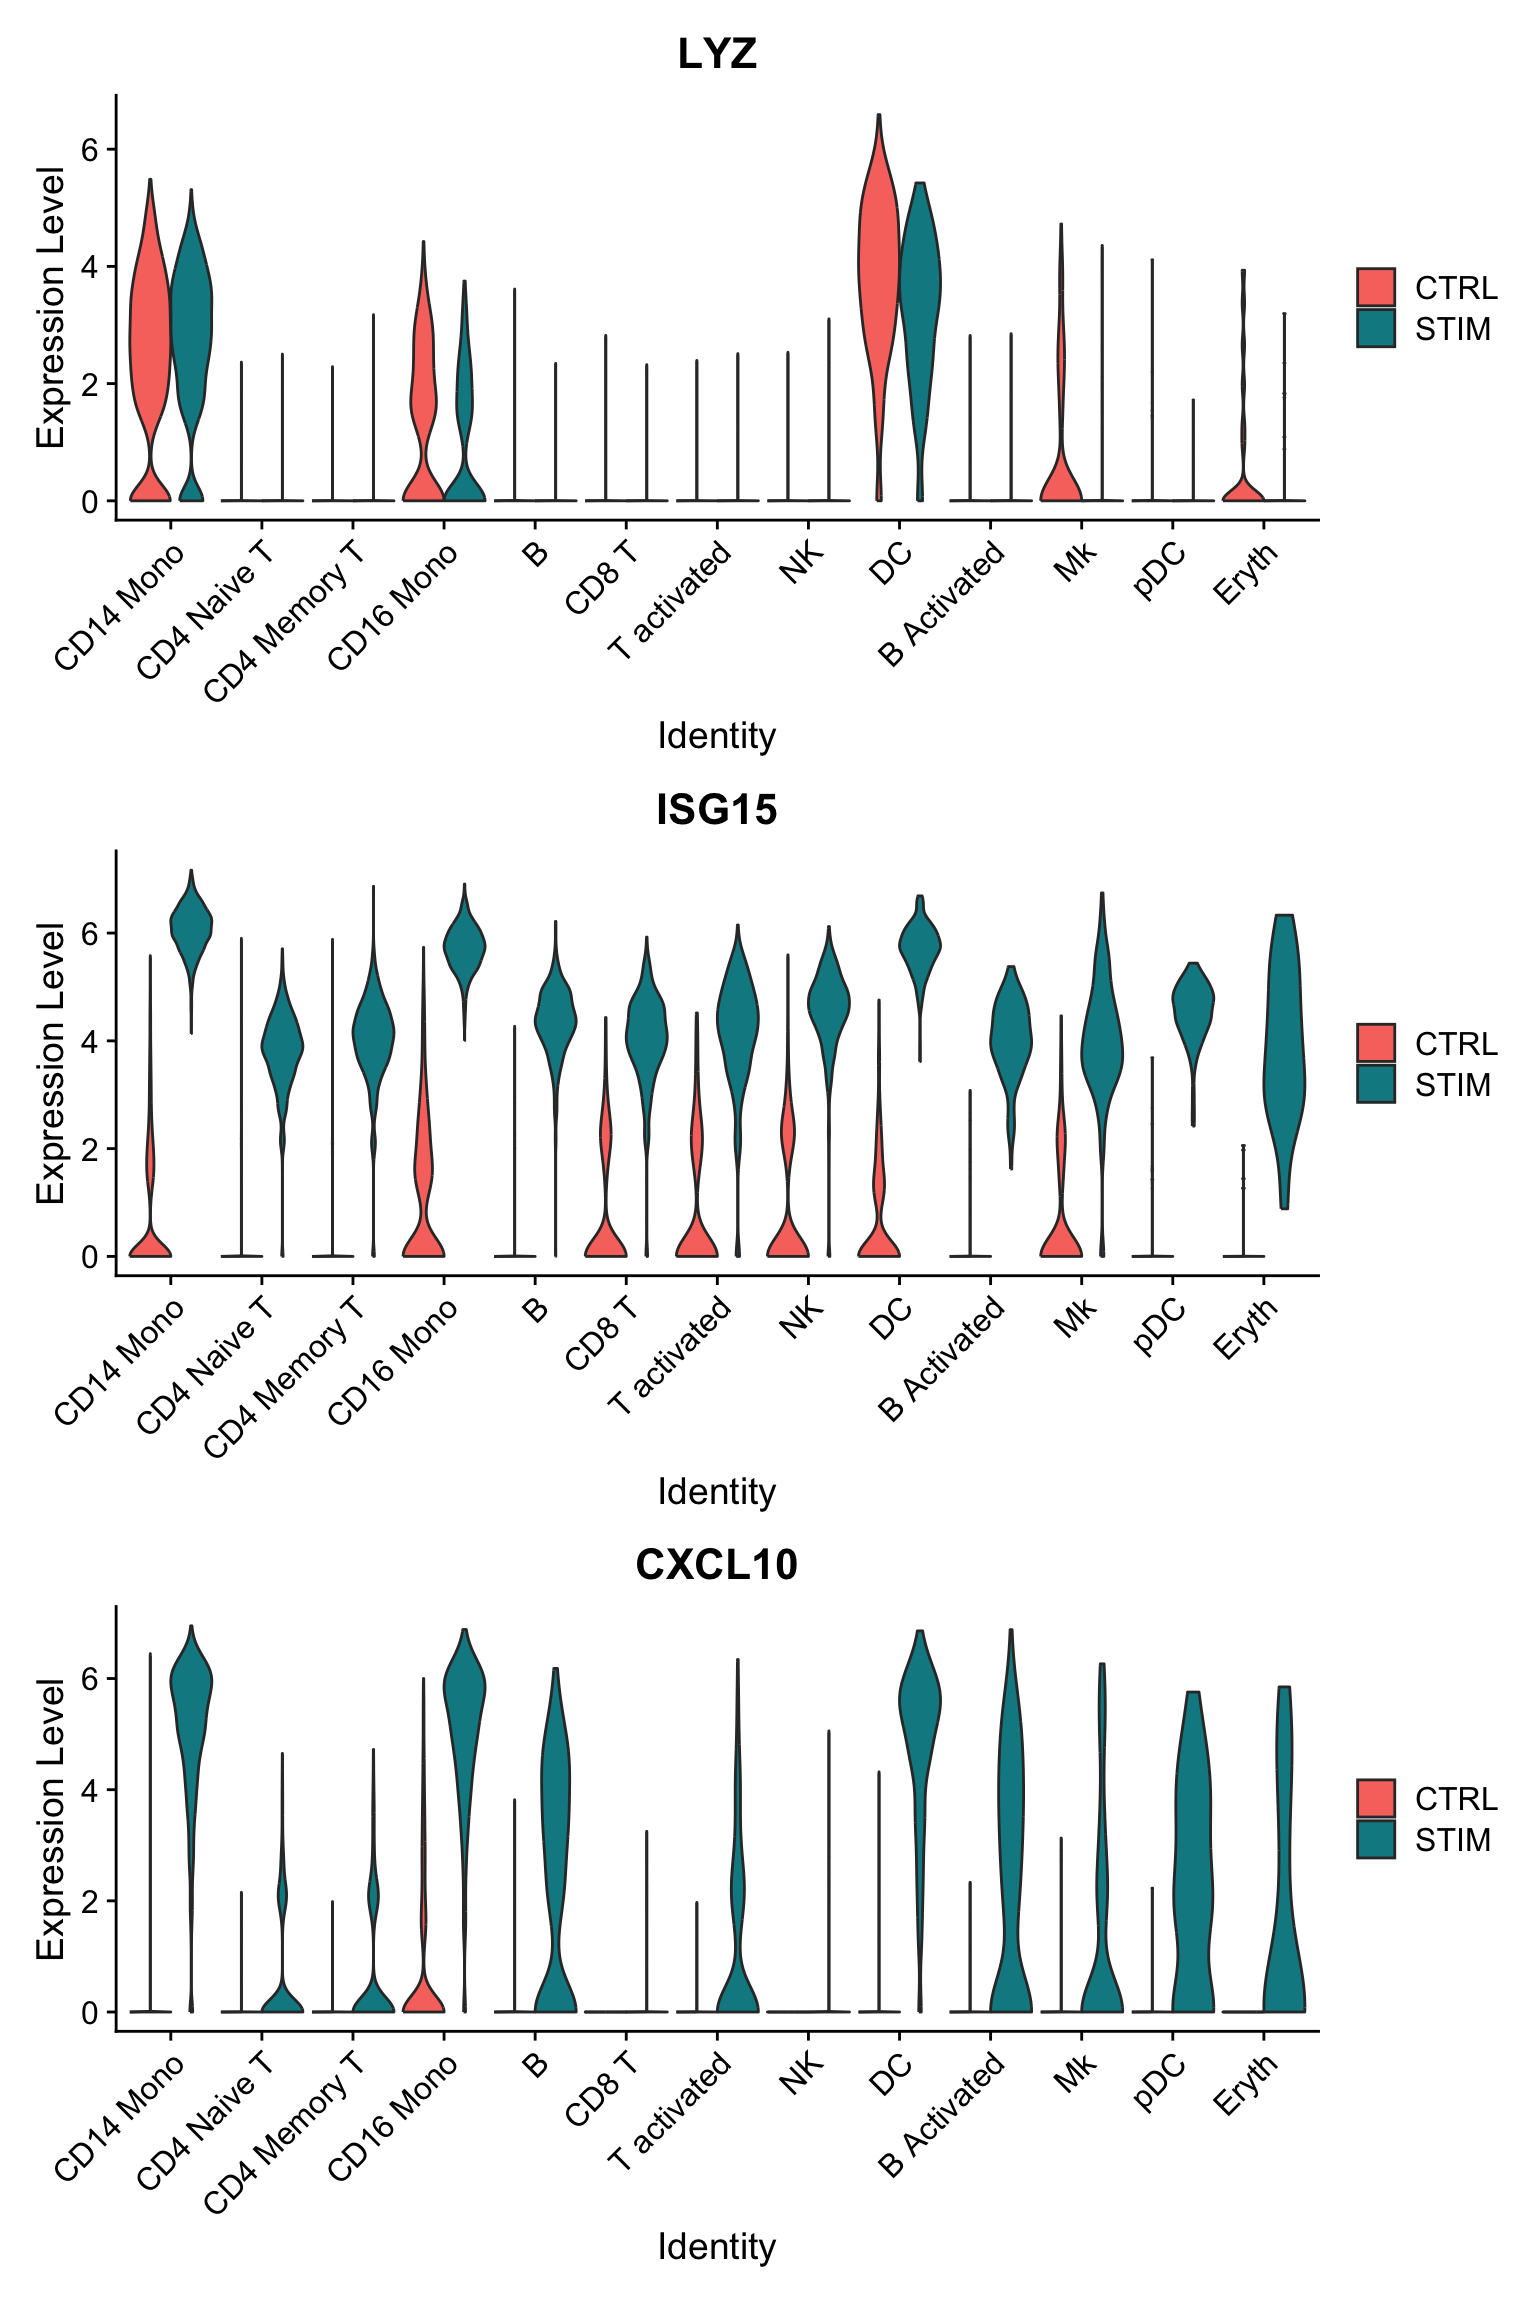 LYZ
Expression Level
6
4
2
0
CD14 Mono
CD4 Naive T
CD4 Memory T
CD16 Mono
B
CD8 T
T activated
NK
DC
B Activated
Mk
pDC
Eryth
Identity
CTRL
STIM
ISG15
Expression Level
6
4
2
0
CD14 Mono
CD4 Naive T
CD4 Memory T
CD16 Mono
B
CD8 T
T activated
NK
DC
B Activated
Mk
pDC
Eryth
Identity
CTRL
STIM
CXCL10
Expression Level
6
4
2
0
CD14 Mono
CD4 Naive T
CD4 Memory T
CD16 Mono
B
CD8 T
T activated
NK
DC
B Activated
Mk
pDC
Eryth
Identity
CTRL
STIM